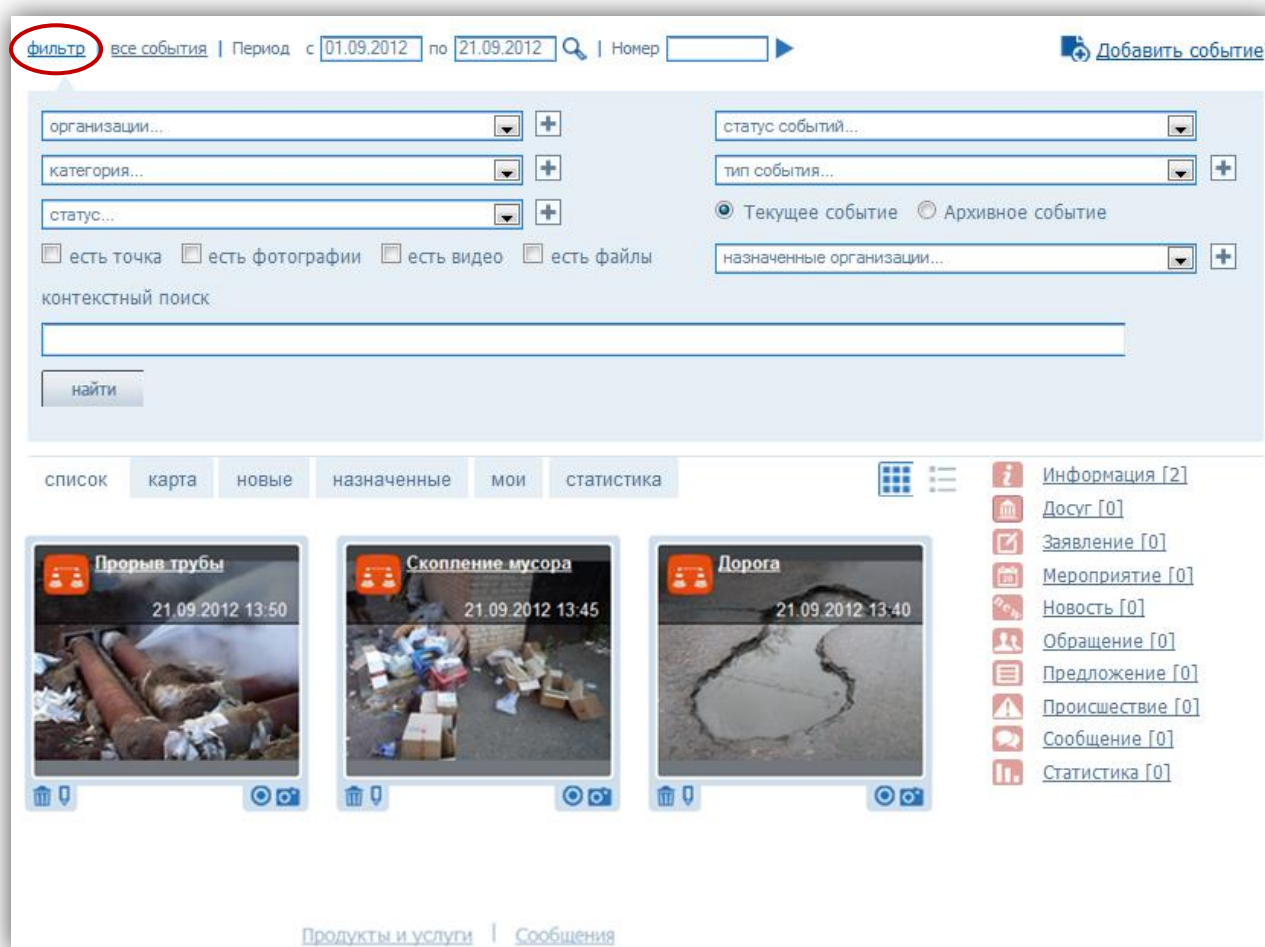 фильтр все события | Период с 01.09.2012 по 21.09.2012 | Номер Добавить событие
организации... статус событий...
категория... тип события...
статус... Текущее событие Архивное событие
есть точка есть фотографии есть видео есть файлы назначенные организации...
контекстный поиск
найти
список карта новые назначенные мои статистика
Информация [2]
Досуг [0]
Заявление [0]
Мероприятие [0]
Новость [0]
Обращение [0]
Предложение [0]
Происшествие [0]
Сообщение [0]
Статистика [0]
Прорыв трубы Скопление мусора Дорога
21.09.2012 13:50 21.09.2012 13:45 21.09.2012 13:40
Продукты и услуги | Сообщения